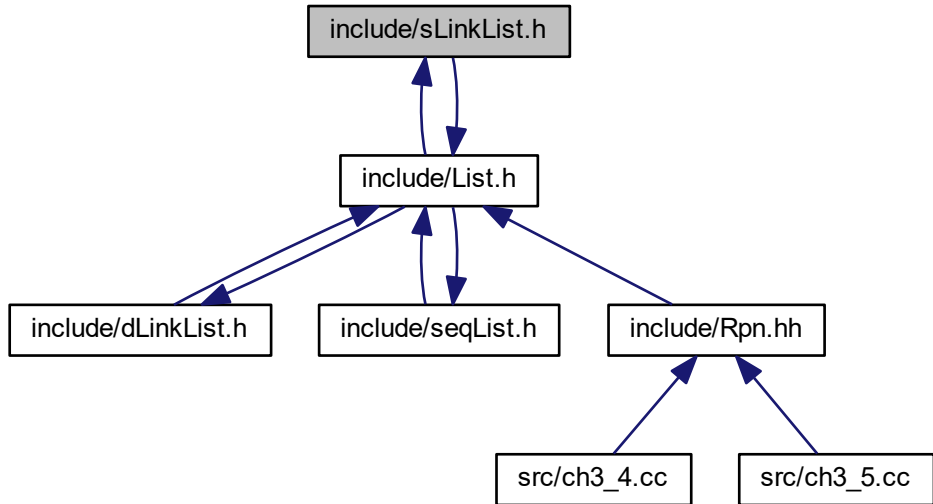 include/sLinkList.h
include/List.h
include/dLinkList.h
include/seqList.h
include/Rpn.hh
src/ch3_4.cc
src/ch3_5.cc